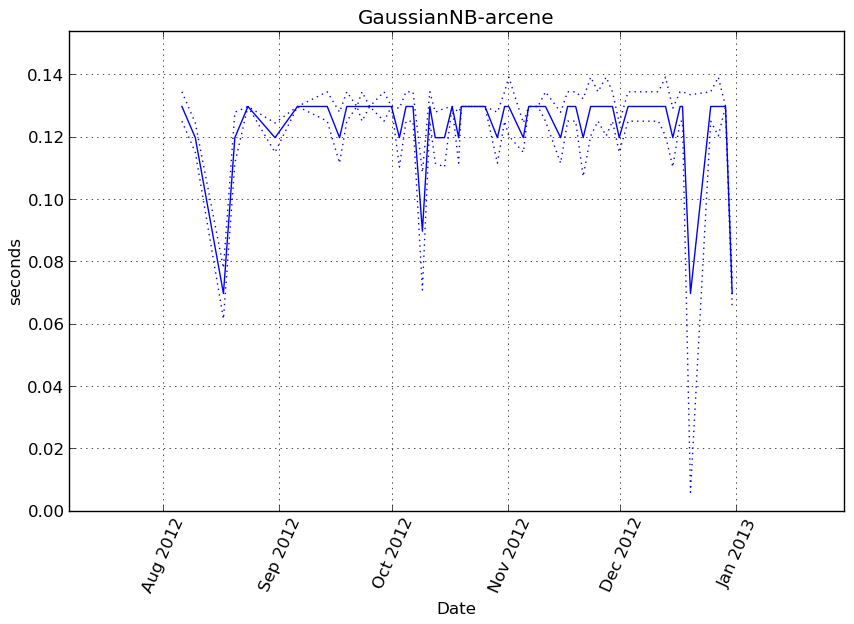 GaussianNB-arcene
seconds
0.14
0.12
0.10
0.08
0.06
0.04
0.02
0.00
Aug 2012
Sep 2012
Oct 2012
Nov 2012
Dec 2012
Jan 2013
Date